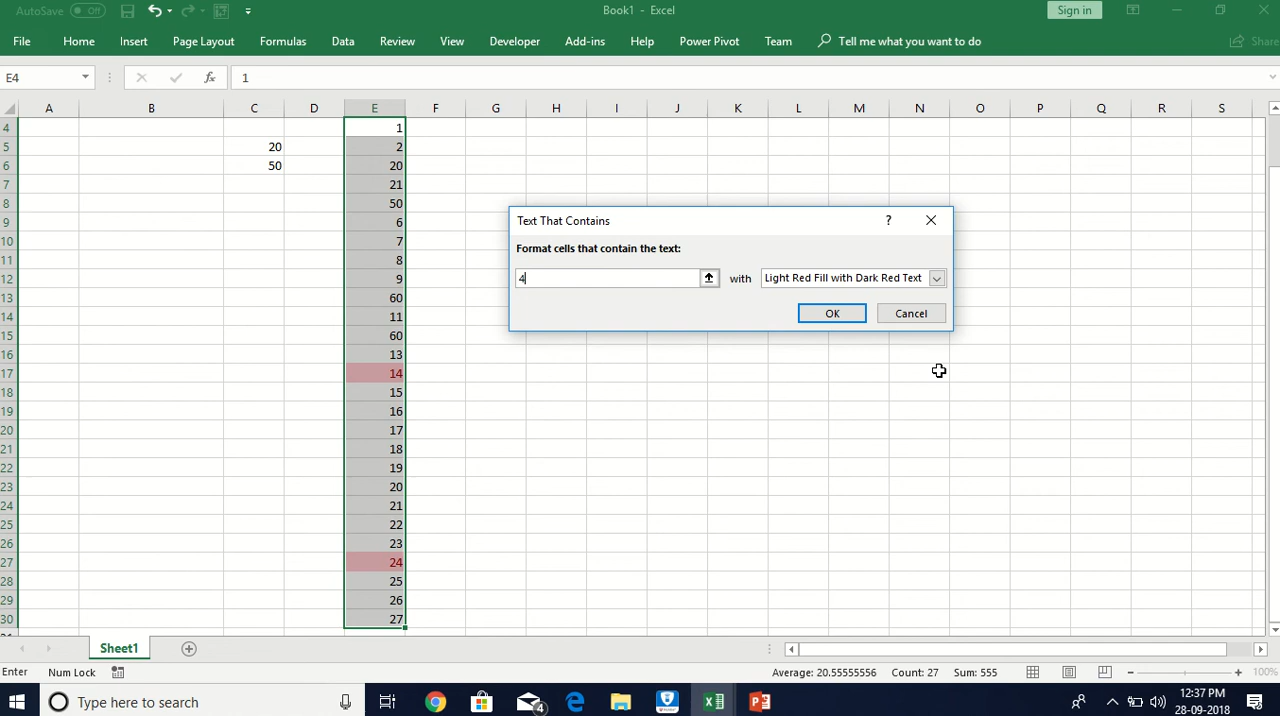 AutoSave Off Book1 - Excel Sign in
File Home Insert Page Layout Formulas Data Review View Developer Add-ins Help Power Pivot Team Tell me what you want to do Share
E4 fx 1
A B C D E F G H I J K L M N O P Q R S
4 1
5 20 2
6 50 20
7 21
8 50
9 6
10 7
11 8
12 9
13 60
14 11
15 60
16 13
17 14
18 15
19 16
20 17
21 18
22 19
23 20
24 21
25 22
26 23
27 24
28 25
29 26
30 27
Text That Contains ?
Format cells that contain the text:
4 with Light Red Fill with Dark Red Text
OK Cancel
Sheet1
Enter Num Lock Average: 20.55555556 Count: 27 Sum: 555 100%
Type here to search 4 12:37 PM
28-09-2018